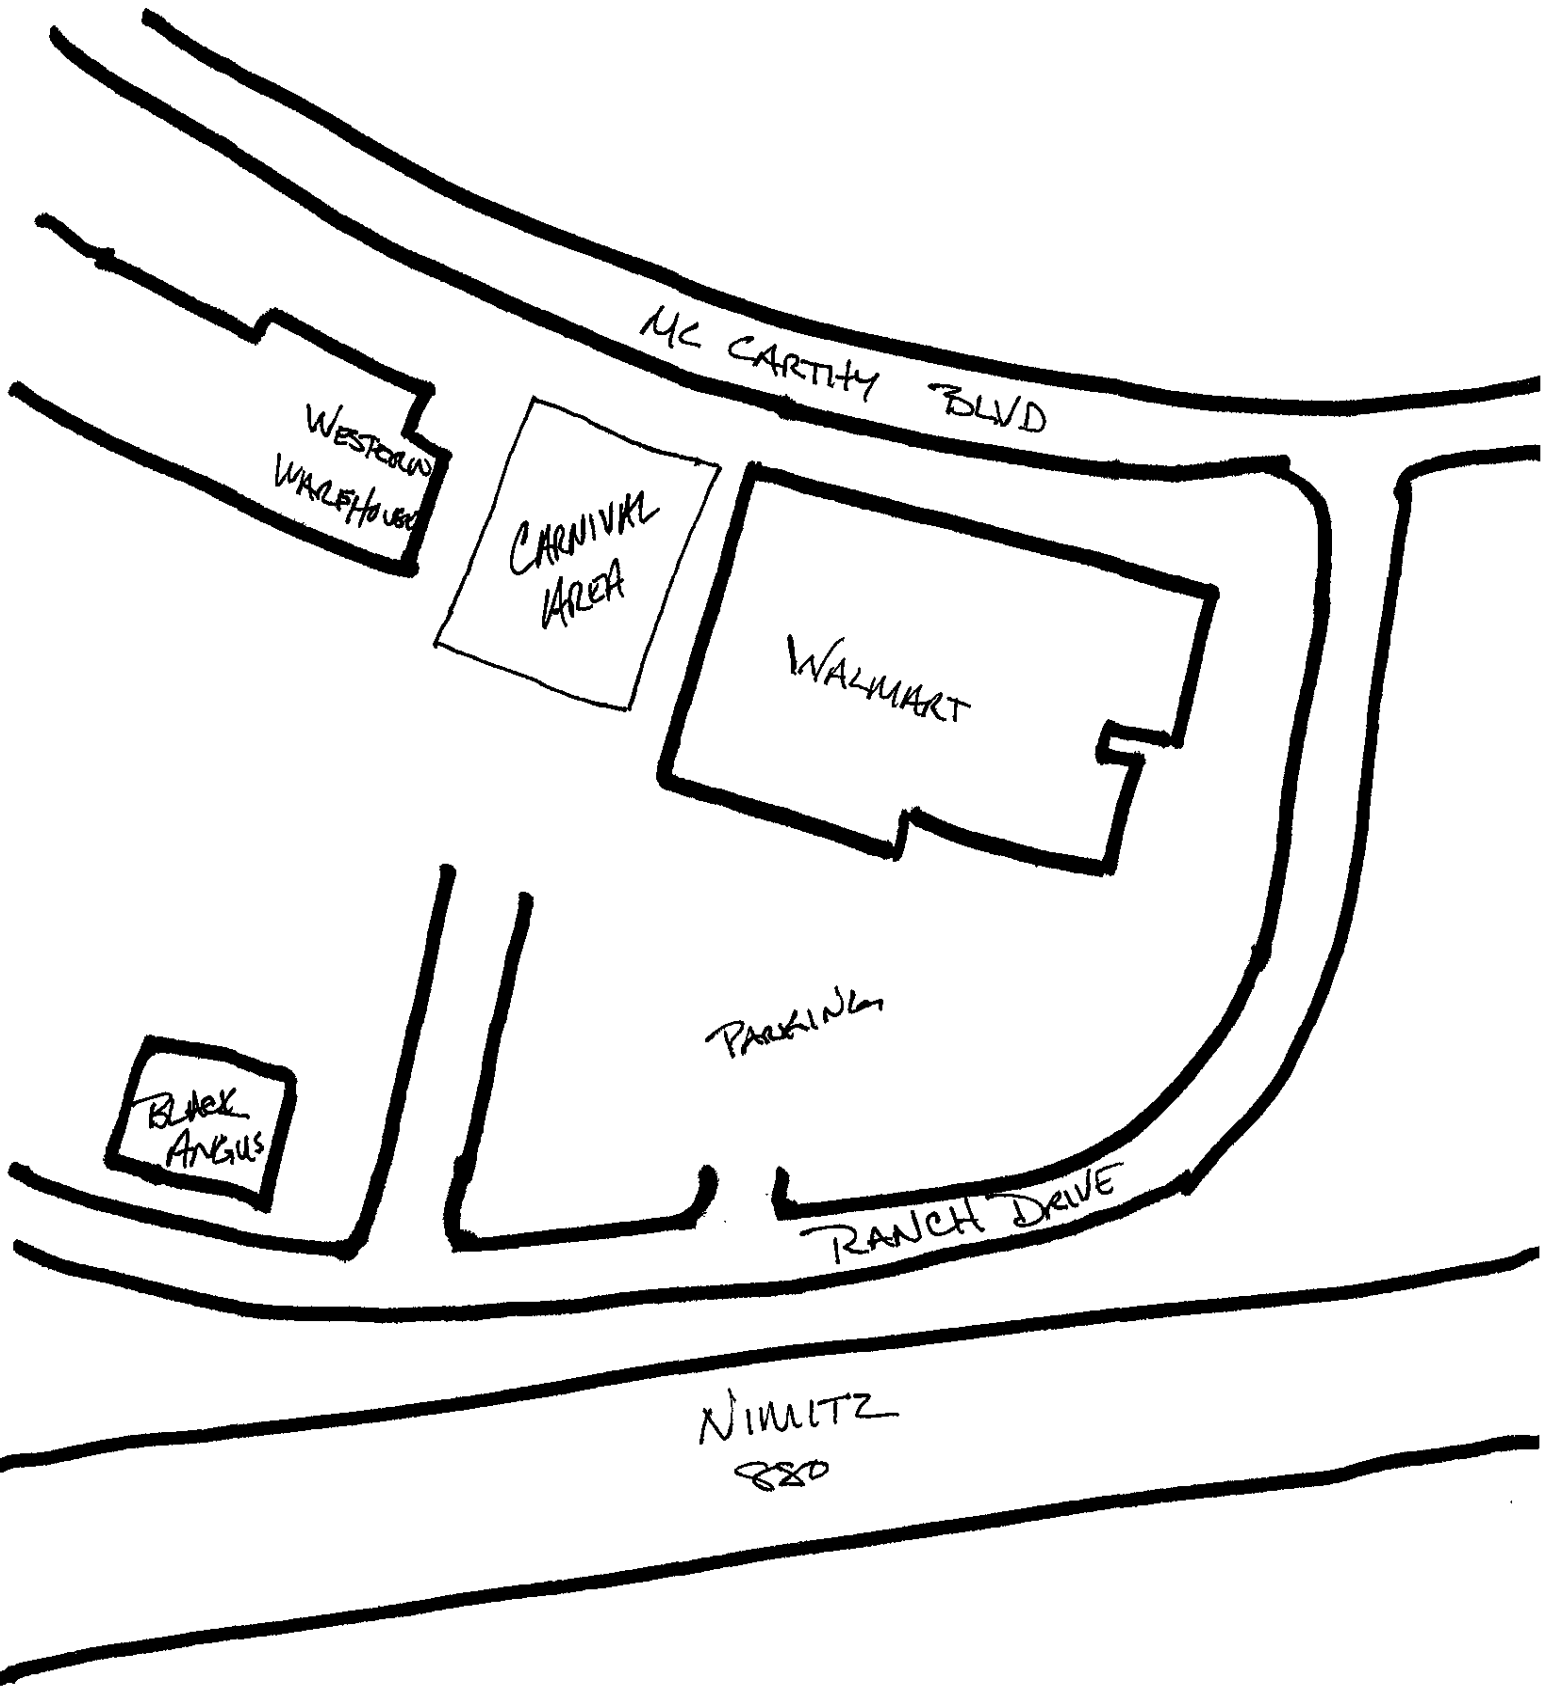 MC CARTHY BLVD
WESTERN
WAREHOUSE
CARNIVAL
AREA
WALMART
PARKING
BLACK
ANGUS
RANCH DRIVE
NIMITZ
880